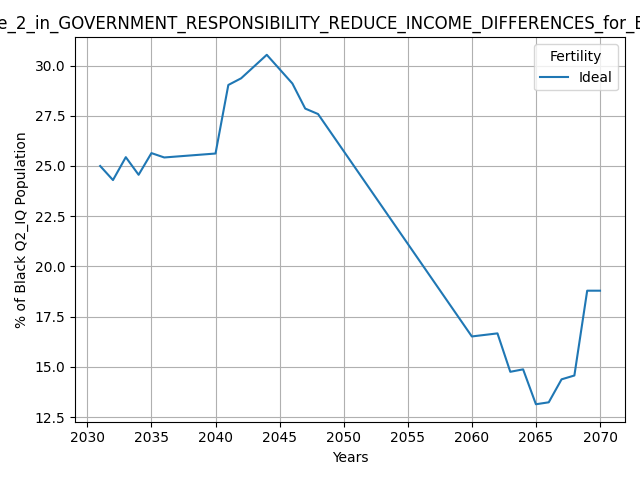 e_2_in_GOVERNMENT_RESPONSIBILITY_REDUCE_INCOME_DIFFERENCES_for_B
Fertility
Ideal
% of Black Q2_IQ Population
30.0
27.5
25.0
22.5
20.0
17.5
15.0
12.5
2030 2035 2040 2045 2050 2055 2060 2065 2070
Years